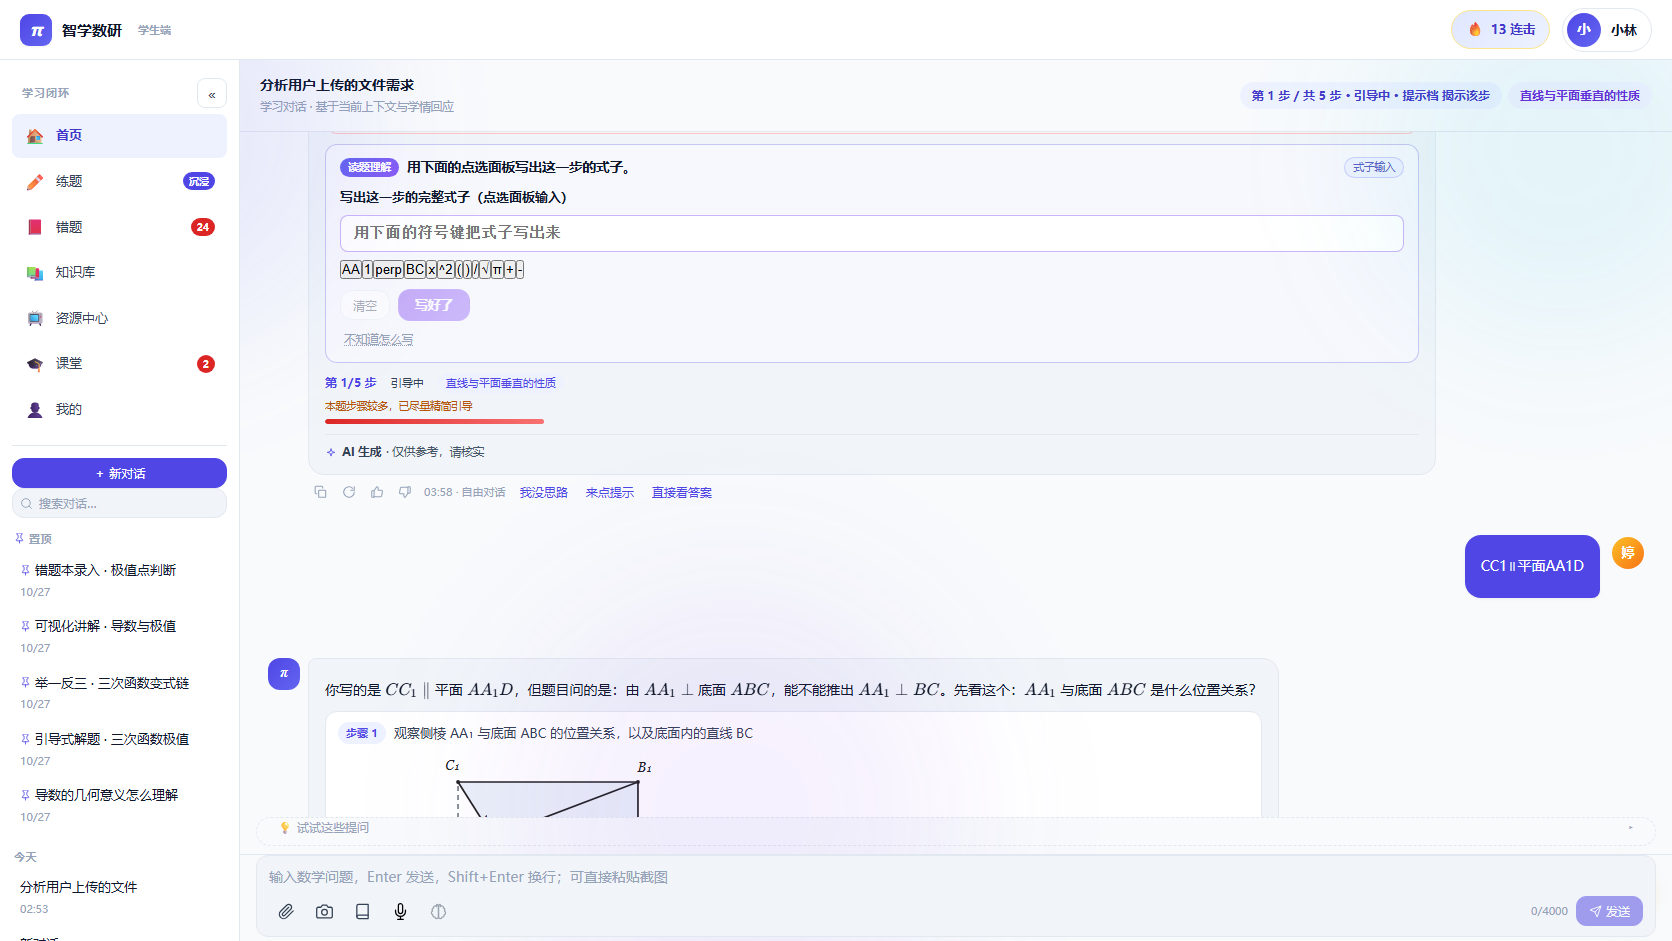 π 智学数研 学生端
🔥 13 连击
小 小林
学习闭环 «
首页
练题 沉浸
错题 24
知识库
资源中心
课堂 2
我的
+ 新对话
搜索对话...
置顶
错题本录入 · 极值点判断
10/27
可视化讲解 · 导数与极值
10/27
举一反三 · 三次函数变式链
10/27
引导式解题 · 三次函数极值
10/27
导数的几何意义怎么理解
10/27
今天
分析用户上传的文件
02:53
分析用户上传的文件需求
学习对话 · 基于当前上下文与学情回应
第 1 步 / 共 5 步 • 引导中 • 提示档 揭示该步 直线与平面垂直的性质
读题理解 用下面的点选面板写出这一步的式子。 式子输入
写出这一步的完整式子（点选面板输入）
用下面的符号键把式子写出来
AA 1 perp BC x ^2 ( ) / √ π + -
清空 写好了
不知道怎么写
第 1/5 步 引导中 直线与平面垂直的性质
本题步骤较多，已尽量精简引导
AI 生成 · 仅供参考，请核实
03:58 · 自由对话 我没思路 来点提示 直接看答案
CC1∥平面AA1D 婷
π
你写的是 CC₁ ∥ 平面 AA₁D，但题目问的是：由 AA₁ ⊥ 底面 ABC，能不能推出 AA₁ ⊥ BC。先看这个：AA₁ 与底面 ABC 是什么位置关系？
步骤 1 观察侧棱 AA₁ 与底面 ABC 的位置关系，以及底面内的直线 BC
C₁ B₁
💡 试试这些提问
输入数学问题，Enter 发送，Shift+Enter 换行；可直接粘贴截图
0/4000 发送